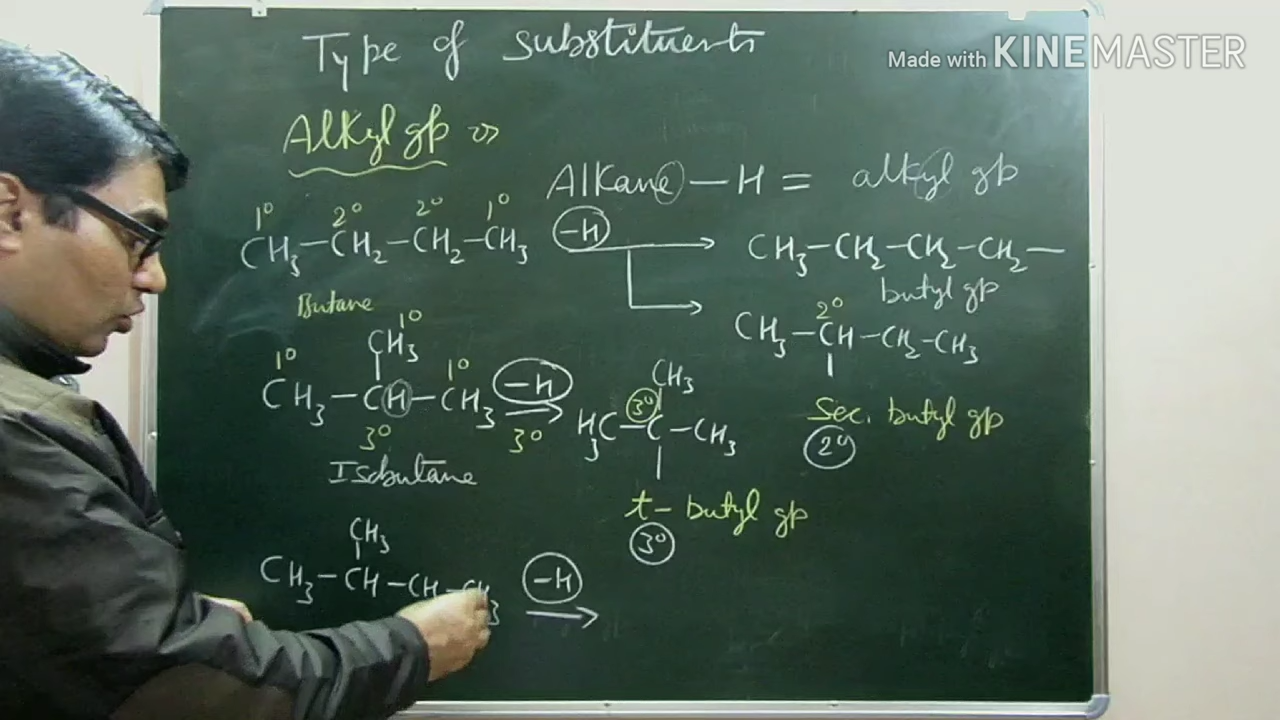 Type of substituents
Made with KINEMASTER
Alkyl gp
Alkane — H = alkyl gp
1° 2° 2° 1°
CH3 — CH2 — CH2 — CH3 -H CH3 — CH2 — CH2 — CH2 —
Butane
butyl gp
2°
CH3 — CH — CH2 — CH3
Sec. butyl gp
2°
CH3 1°
1° 1°
CH3 — CH — CH3 -H
3° 3°
Isobutane
CH3
3°
H3C — C — CH3
t- butyl gp
3°
CH3
CH3 — CH — CH — CH3 -H